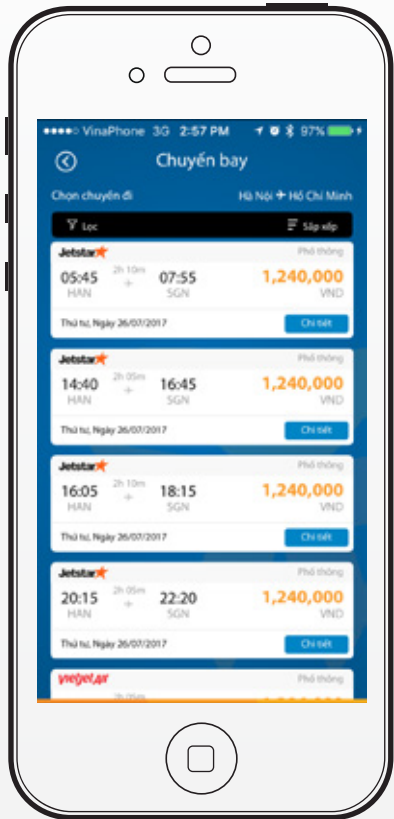 VinaPhone 3G 2:57 PM 97%
Chuyến bay
Chọn chuyến đi Hà Nội Hồ Chí Minh
Lọc Sắp xếp
Jetstar Phổ thông
05:45 2h 10m 07:55 1,240,000
HAN SGN VND
Thứ tư, Ngày 26/07/2017 Chi tiết
Jetstar Phổ thông
14:40 2h 05m 16:45 1,240,000
HAN SGN VND
Thứ tư, Ngày 26/07/2017 Chi tiết
Jetstar Phổ thông
16:05 2h 10m 18:15 1,240,000
HAN SGN VND
Thứ tư, Ngày 26/07/2017 Chi tiết
Jetstar Phổ thông
20:15 2h 05m 22:20 1,240,000
HAN SGN VND
Thứ tư, Ngày 26/07/2017 Chi tiết
vietjet Air Phổ thông
2h 05m